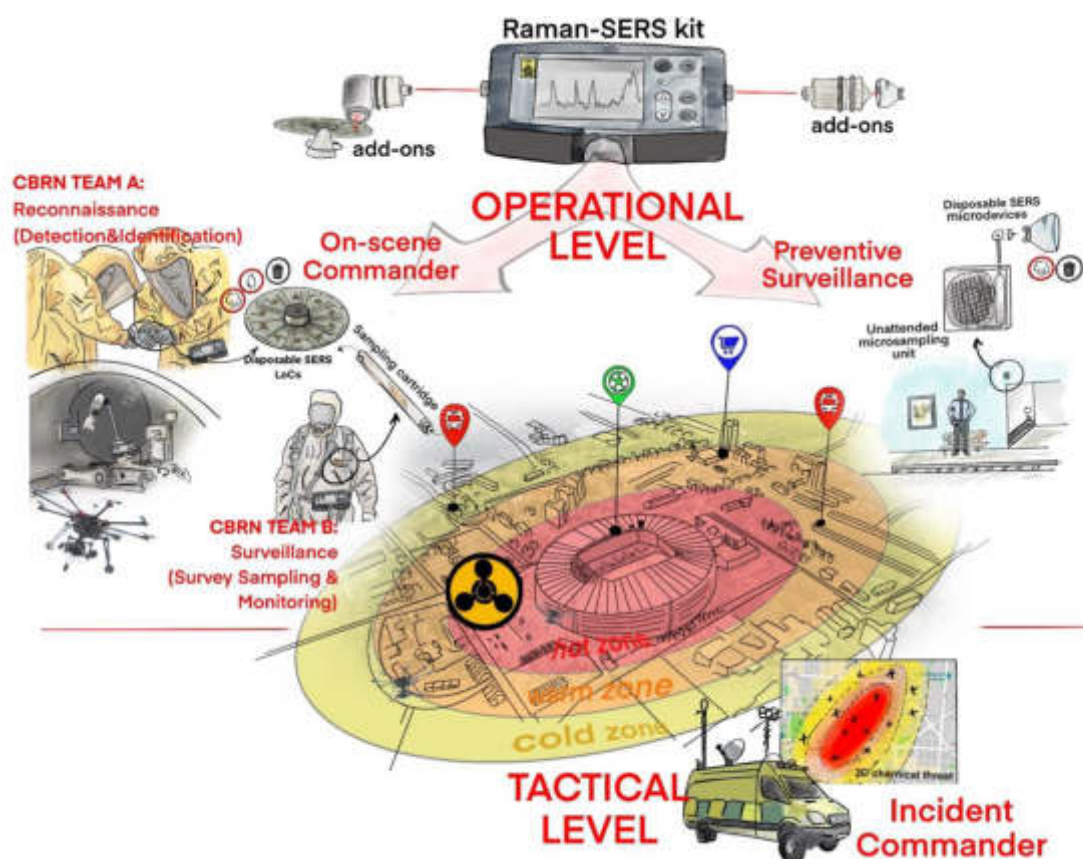 Raman-SERS kit
add-ons
add-ons
OPERATIONAL
LEVEL
CBRN TEAM A:
Reconnaissance
(Detection&Identification)
On-scene
Commander
Preventive
Surveillance
Disposable SERS
microdevices
Unattended
microsampling
unit
Disposable SERS
LoCs
Sampling cartridge
CBRN TEAM B:
Surveillance
(Survey Sampling &
Monitoring)
hot zone
warm zone
cold zone
TACTICAL
LEVEL
2D chemical threat
Incident
Commander